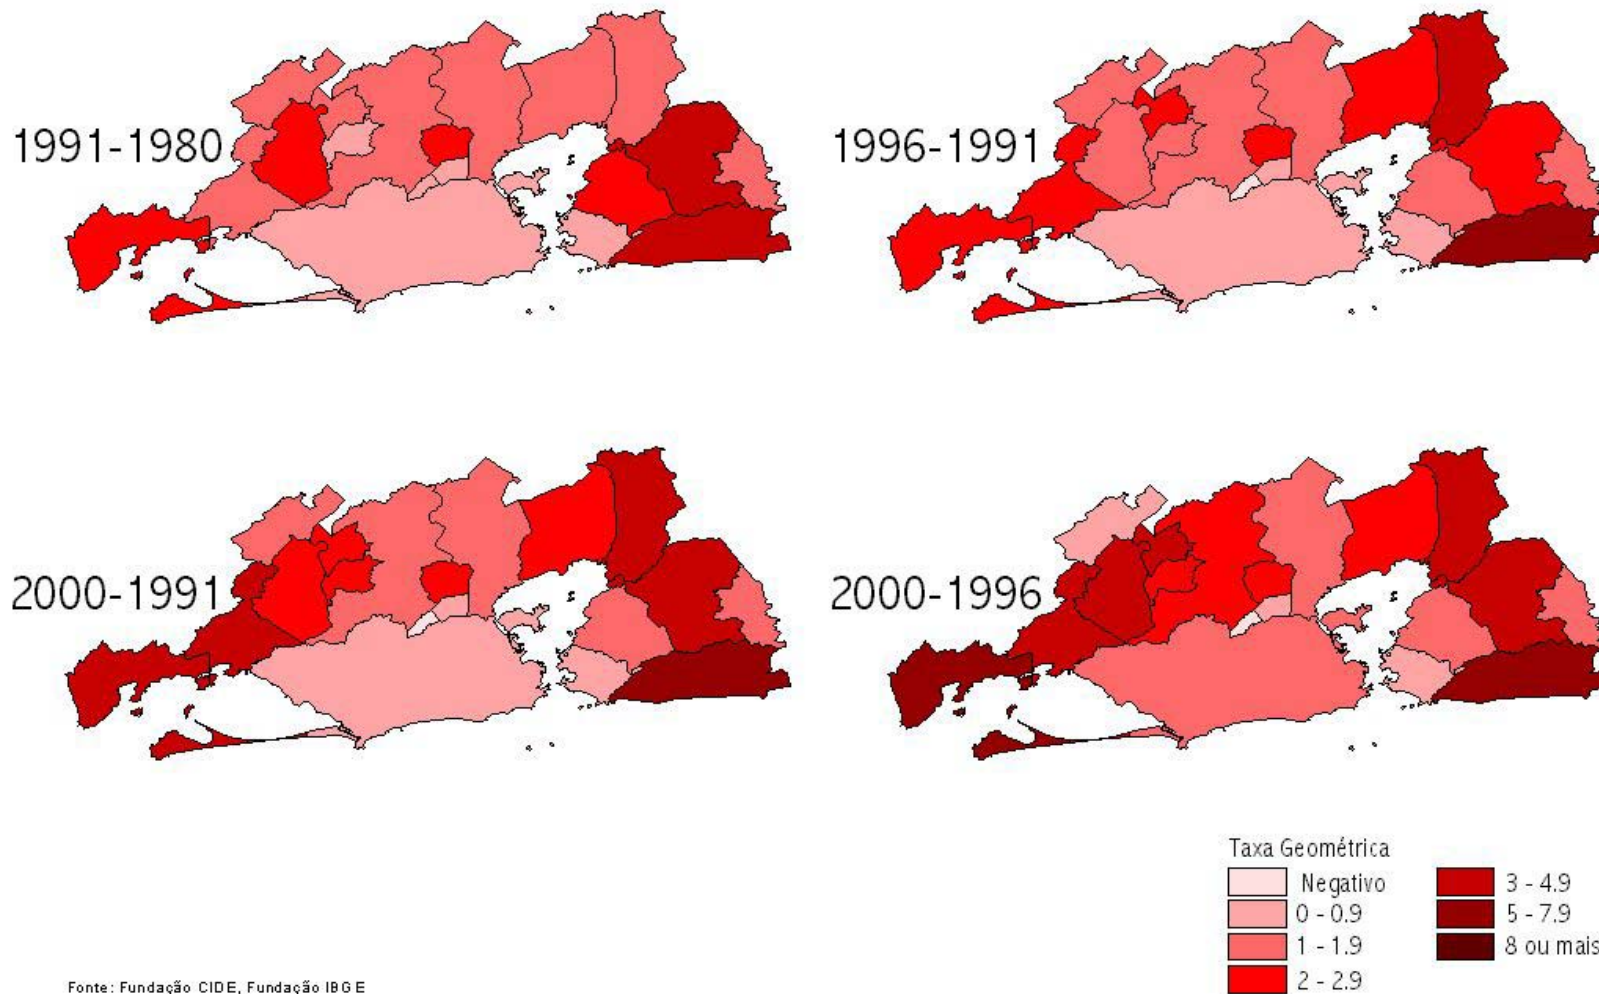 1991-1980
1996-1991
2000-1991
2000-1996
Taxa Geométrica
Negativo
0 - 0.9
1 - 1.9
2 - 2.9
3 - 4.9
5 - 7.9
8 ou mais
Fonte: Fundação CIDE, Fundação IBGE